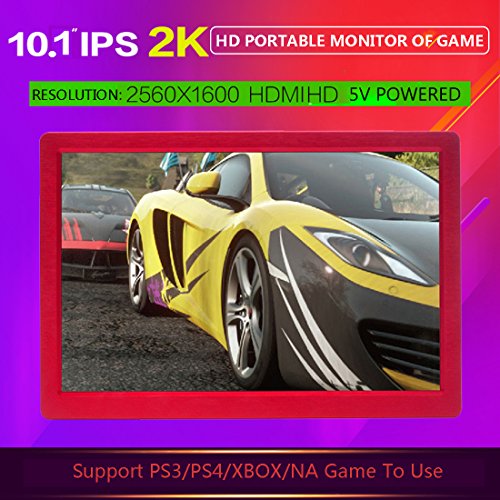 10.1" IPS 2K HD PORTABLE MONITOR OF GAME
RESOLUTION: 2560X1600 HDMIHD 5V POWERED
Support PS3/PS4/XBOX/NA Game To Use